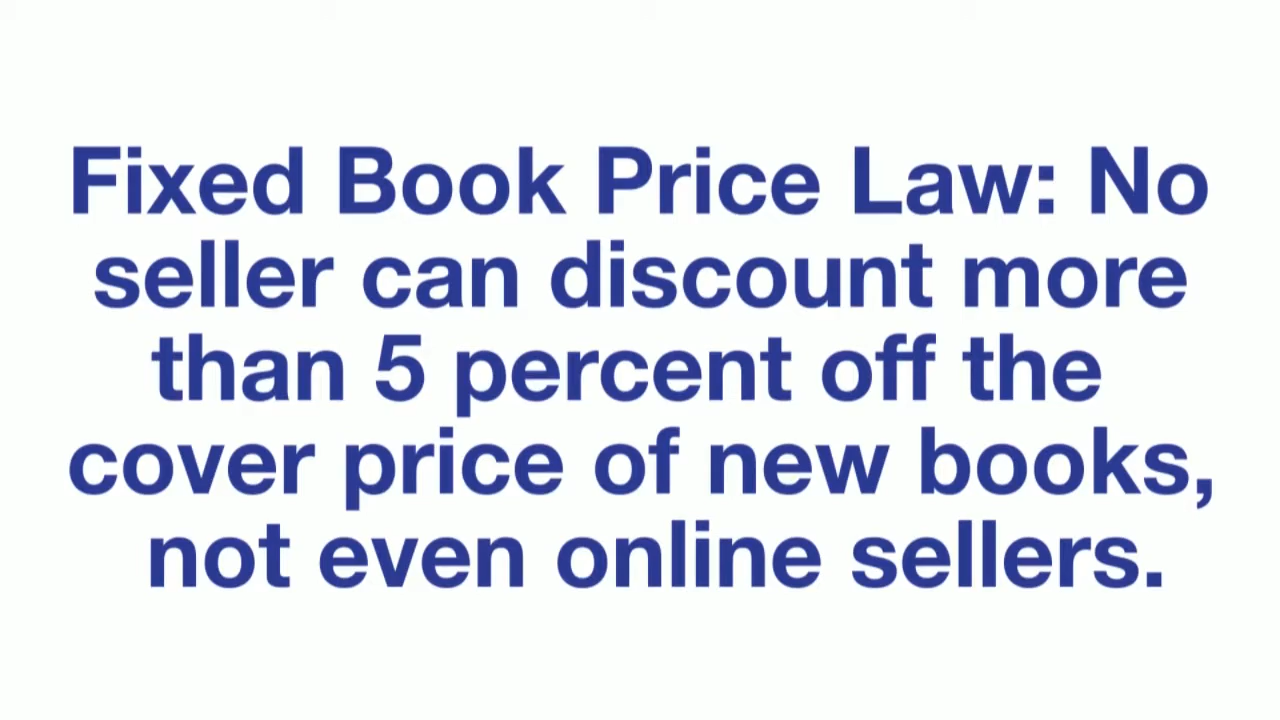 Fixed Book Price Law: No
seller can discount more
than 5 percent off the
cover price of new books,
not even online sellers.